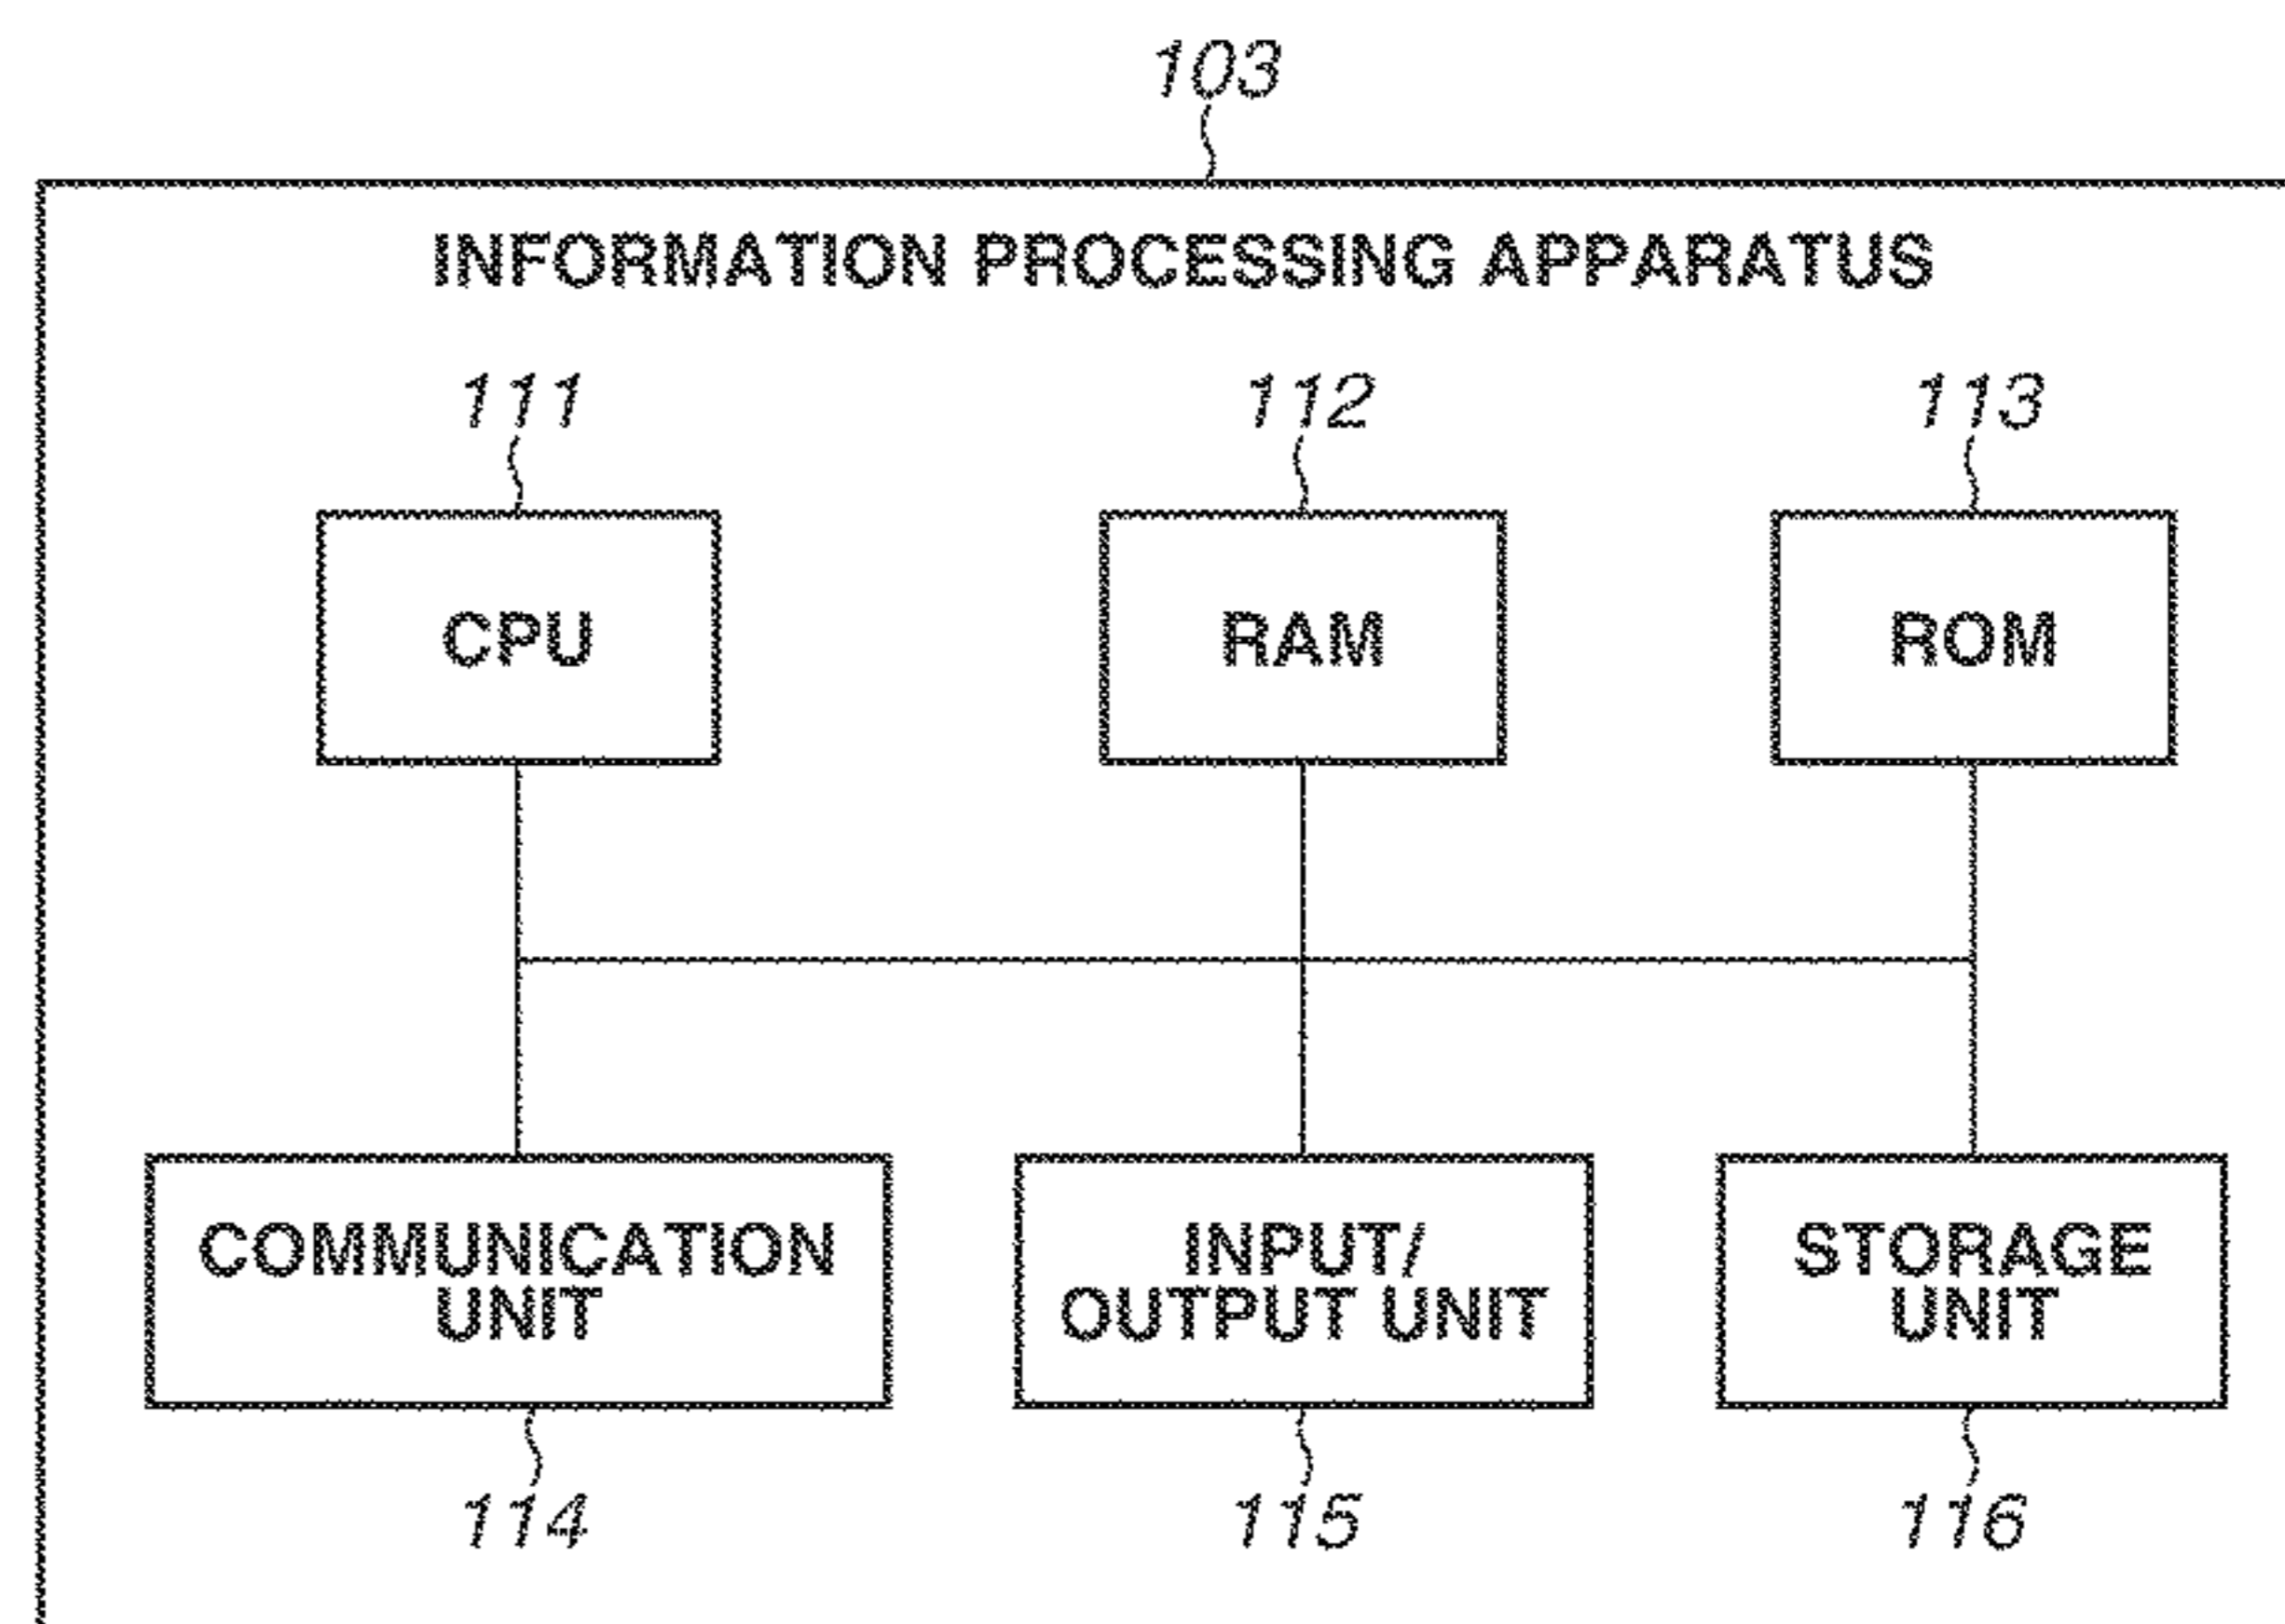 103
INFORMATION PROCESSING APPARATUS
111
112
113
CPU
RAM
ROM
COMMUNICATION
UNIT
INPUT/
OUTPUT UNIT
STORAGE
UNIT
114
115
116